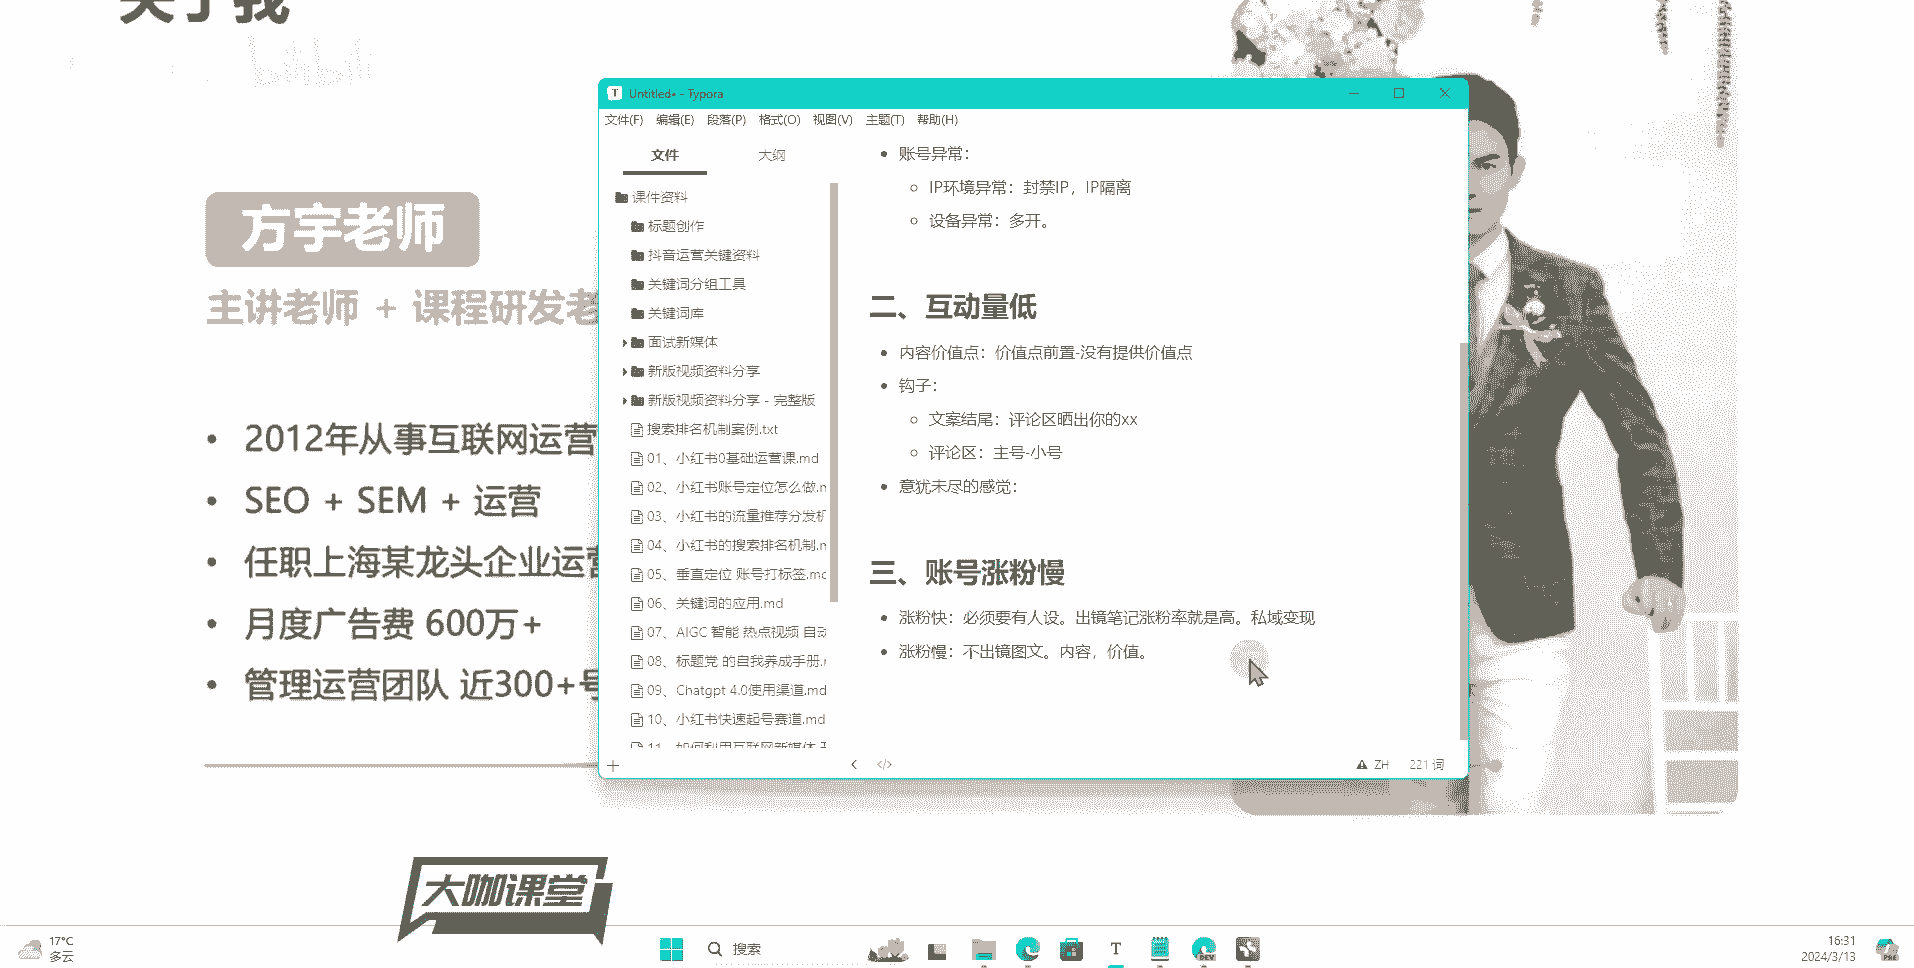 关于我
bilibili
方宇老师
主讲老师 + 课程研发老
• 2012年从事互联网运营
• SEO + SEM + 运营
• 任职上海某龙头企业运营
• 月度广告费 600万+
• 管理运营团队 近300+号
T Untitled• - Typora
文件(F) 编辑(E) 段落(P) 格式(O) 视图(V) 主题(T) 帮助(H)
文件 大纲
课件资料
标题创作
抖音运营关键资料
关键词分组工具
关键词库
面试新媒体
新版视频资料分享
新版视频资料分享 - 完整版
搜索排名机制案例.txt
01、小红书0基础运营课.md
02、小红书账号定位怎么做.m
03、小红书的流量推荐分发机
04、小红书的搜索排名机制.m
05、垂直定位 账号打标签.md
06、关键词的应用.md
07、AIGC 智能 热点视频 自动
08、标题党 的自我养成手册.m
09、Chatgpt 4.0使用渠道.md
10、小红书快速起号赛道.md
11、如何利用互联网新媒体
• 账号异常：
IP环境异常：封禁IP，IP隔离
设备异常：多开。
二、互动量低
• 内容价值点：价值点前置-没有提供价值点
• 钩子：
文案结尾：评论区晒出你的xx
评论区：主号-小号
• 意犹未尽的感觉：
三、账号涨粉慢
• 涨粉快：必须要有人设。出镜笔记涨粉率就是高。私域变现
• 涨粉慢：不出镜图文。内容，价值。
ZH 221 词
大咖课堂
17°C
多云
搜索
T
DEV
16:31
2024/3/13
PRE